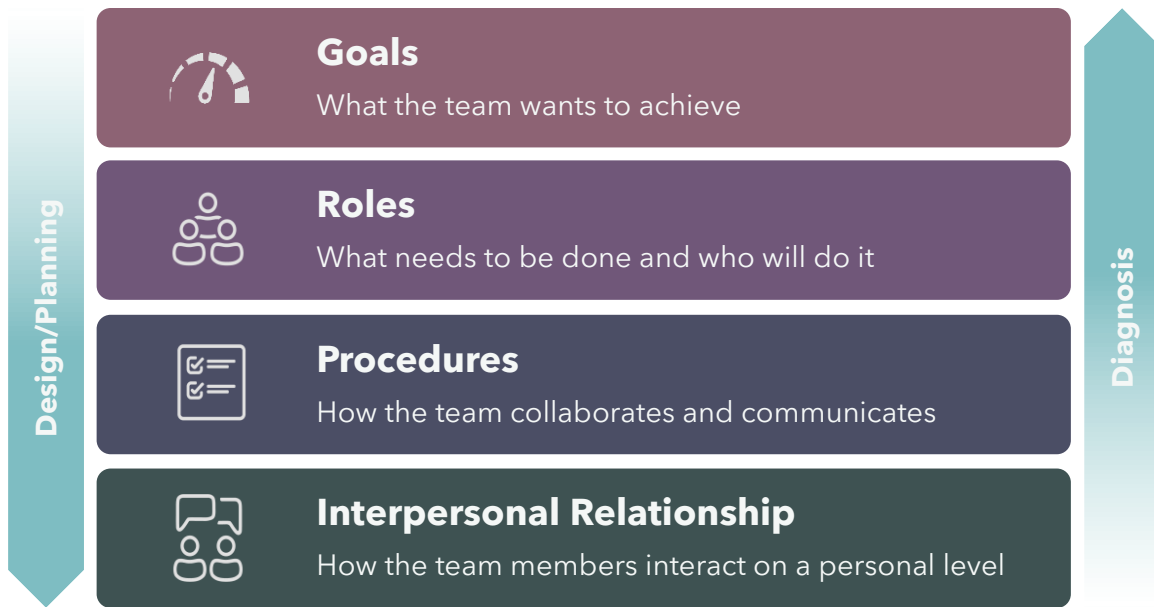 Design/Planning
Goals
What the team wants to achieve
Roles
What needs to be done and who will do it
Procedures
How the team collaborates and communicates
Interpersonal Relationship
How the team members interact on a personal level
Diagnosis